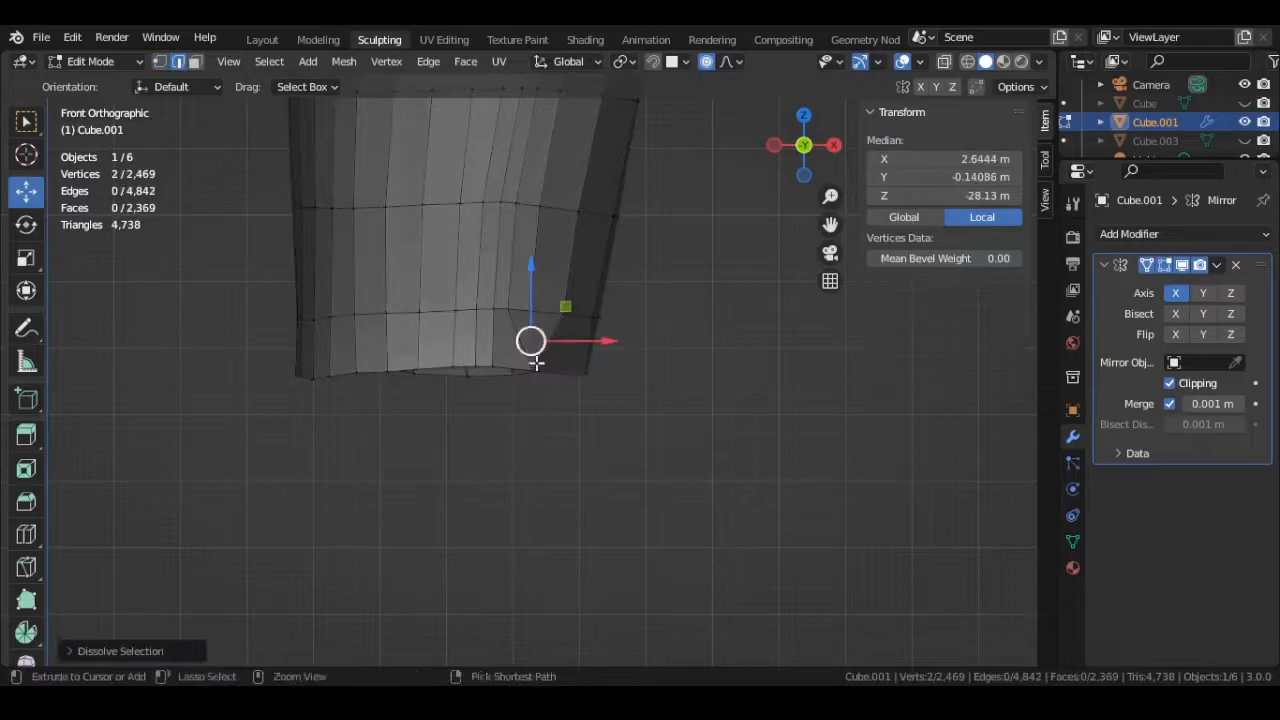 File Edit Render Window Help Layout Modeling Sculpting UV Editing Texture Paint Shading Animation Rendering Compositing Geometry Nod Scene ViewLayer
Edit Mode View Select Add Mesh Vertex Edge Face UV Global
Orientation: Default Drag: Select Box X Y Z Options
Front Orthographic
(1) Cube.001
Objects 1 / 6
Vertices 2 / 2,469
Edges 0 / 4,842
Faces 0 / 2,369
Triangles 4,738
Z
X
-Y
Transform
Median:
X 2.6444 m
Y -0.14086 m
Z -28.13 m
Global Local
Vertices Data:
Mean Bevel Weight 0.00
Item
Tool
View
Camera
Cube
Cube.001
Cube.003
Cube.001 Mirror
Add Modifier
Axis X Y Z
Bisect X Y Z
Flip X Y Z
Mirror Obj...
Clipping
Merge 0.001 m
Bisect Dis... 0.001 m
Data
Dissolve Selection
Extrude to Cursor or Add Lasso Select Zoom View Pick Shortest Path Cube.001 | Verts:2/2,469 | Edges:0/4,842 | Faces:0/2,369 | Tris:4,738 | Objects:1/6 | 3.0.0